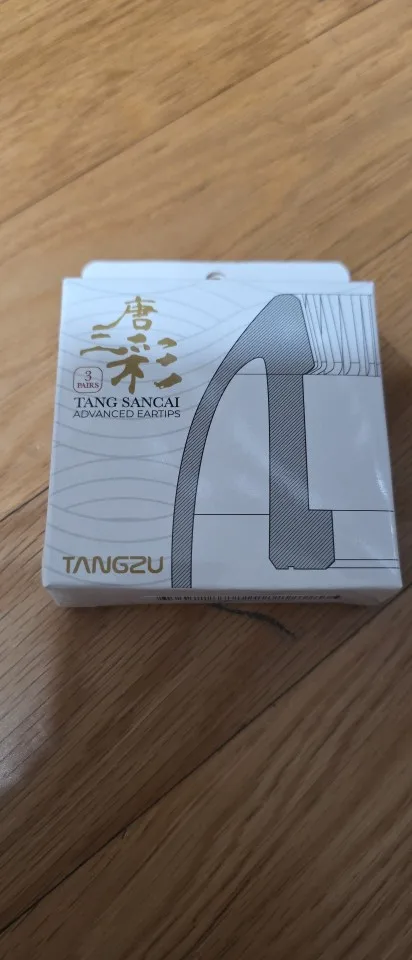 唐
三彩
3
PAIRS
TANG SANCAI
ADVANCED EARTIPS
TANGZU